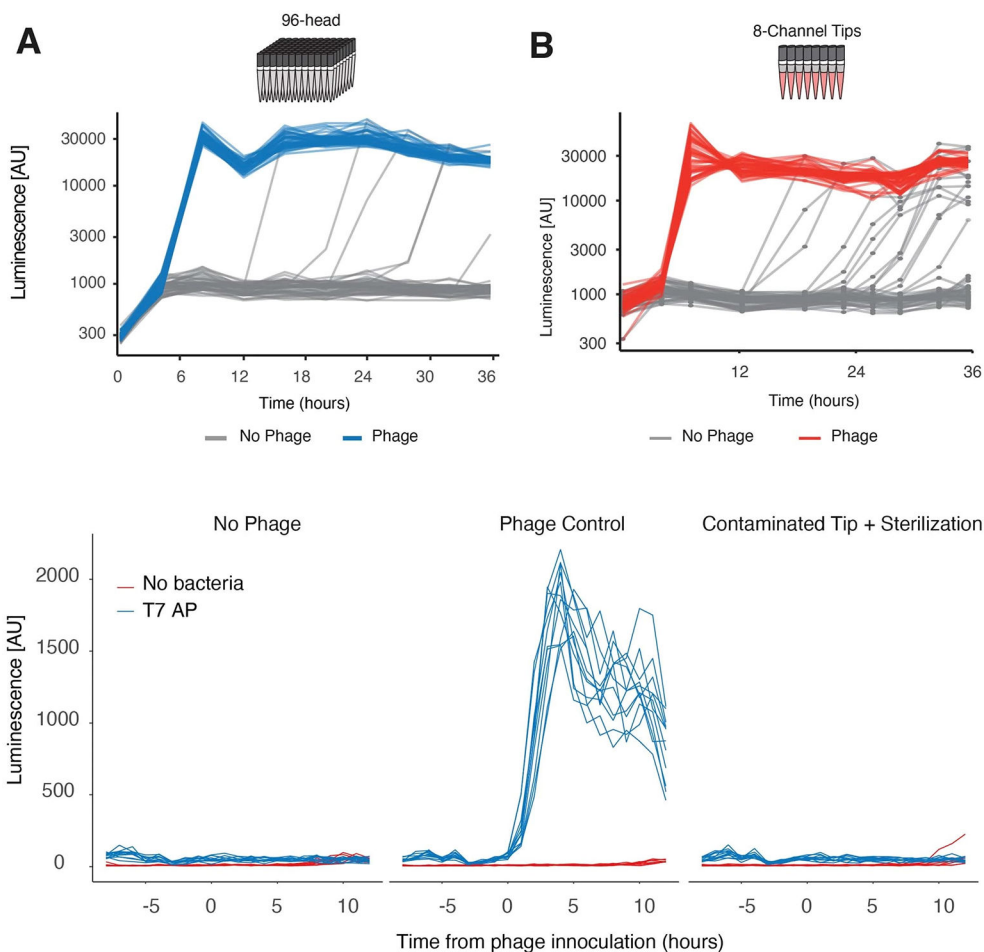 A
96-head
Luminescence [AU]
30000
10000
3000
1000
300
0 6 12 18 24 30 36
Time (hours)
No Phage Phage
B
8-Channel Tips
Luminescence [AU]
30000
10000
3000
1000
300
12 24 36
Time (hours)
No Phage Phage
No Phage Phage Control Contaminated Tip + Sterilization
No bacteria
T7 AP
Luminescence [AU]
2000
1500
1000
500
0
-5 0 5 10 -5 0 5 10 -5 0 5 10
Time from phage innoculation (hours)